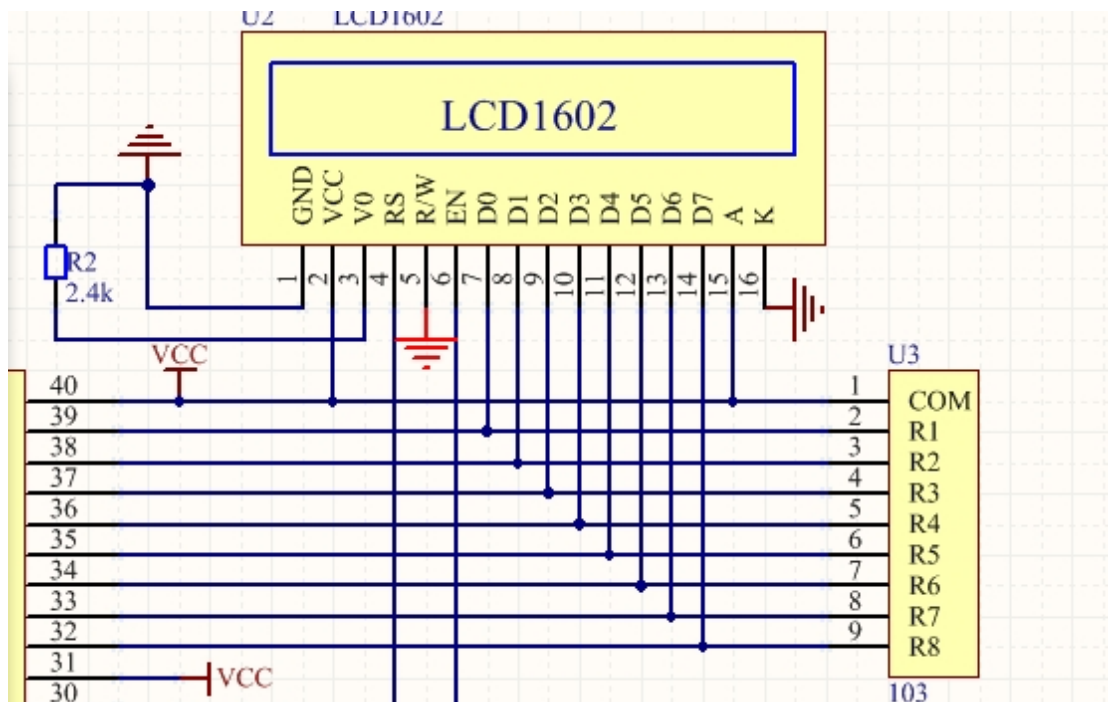 U2 LCD1602
LCD1602
GND VCC V0 RS R/W EN D0 D1 D2 D3 D4 D5 D6 D7 A K
1 2 3 4 5 6 7 8 9 10 11 12 13 14 15 16
R2
2.4k
VCC
U3
40
39
38
37
36
35
34
33
32
31
30
VCC
1 COM
2 R1
3 R2
4 R3
5 R4
6 R5
7 R6
8 R7
9 R8
103